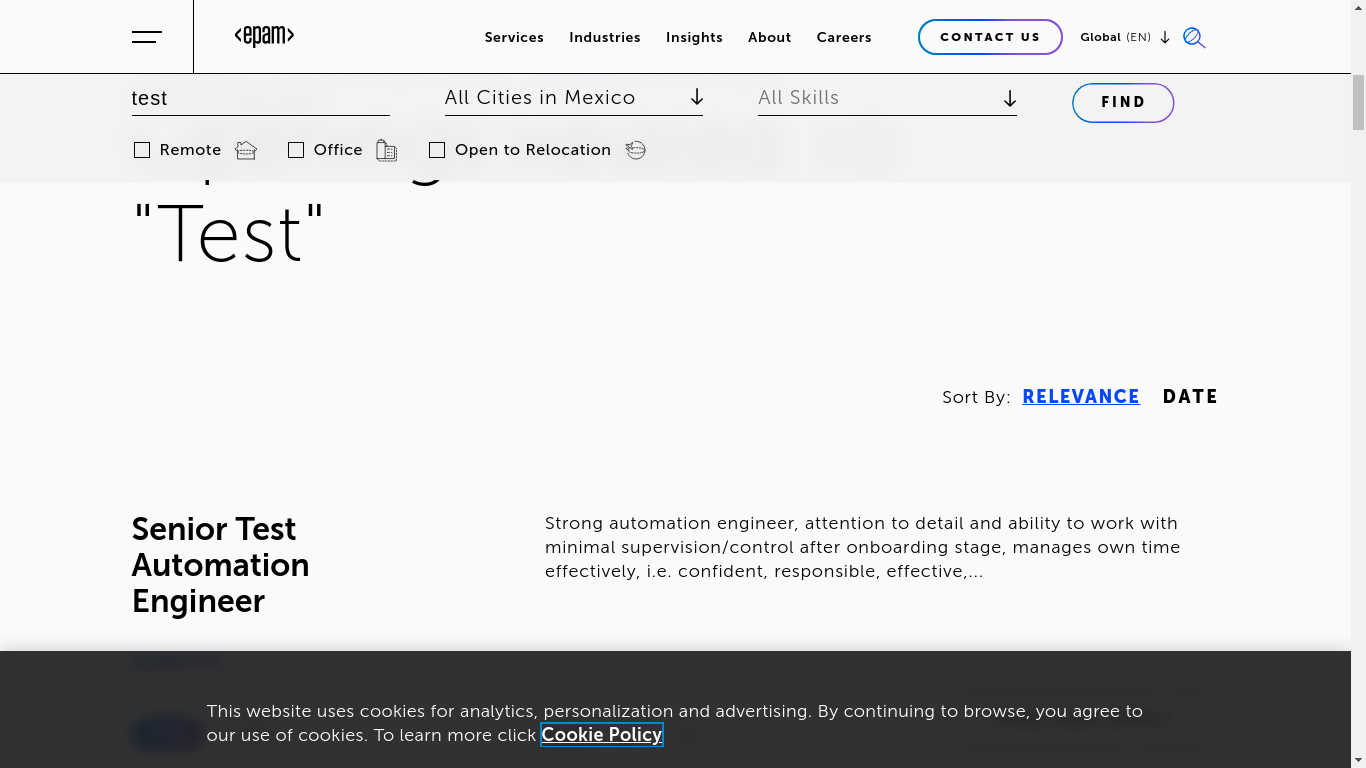 <epam>
Services
Industries
Insights
About
Careers
CONTACT US
Global (EN)
test
All Cities in Mexico
All Skills
FIND
Remote
Office
Open to Relocation
"Test"
Sort By: RELEVANCE DATE
Senior Test
Automation
Engineer
Strong automation engineer, attention to detail and ability to work with
minimal supervision/control after onboarding stage, manages own time
effectively, i.e. confident, responsible, effective,...
This website uses cookies for analytics, personalization and advertising. By continuing to browse, you agree to
our use of cookies. To learn more click Cookie Policy